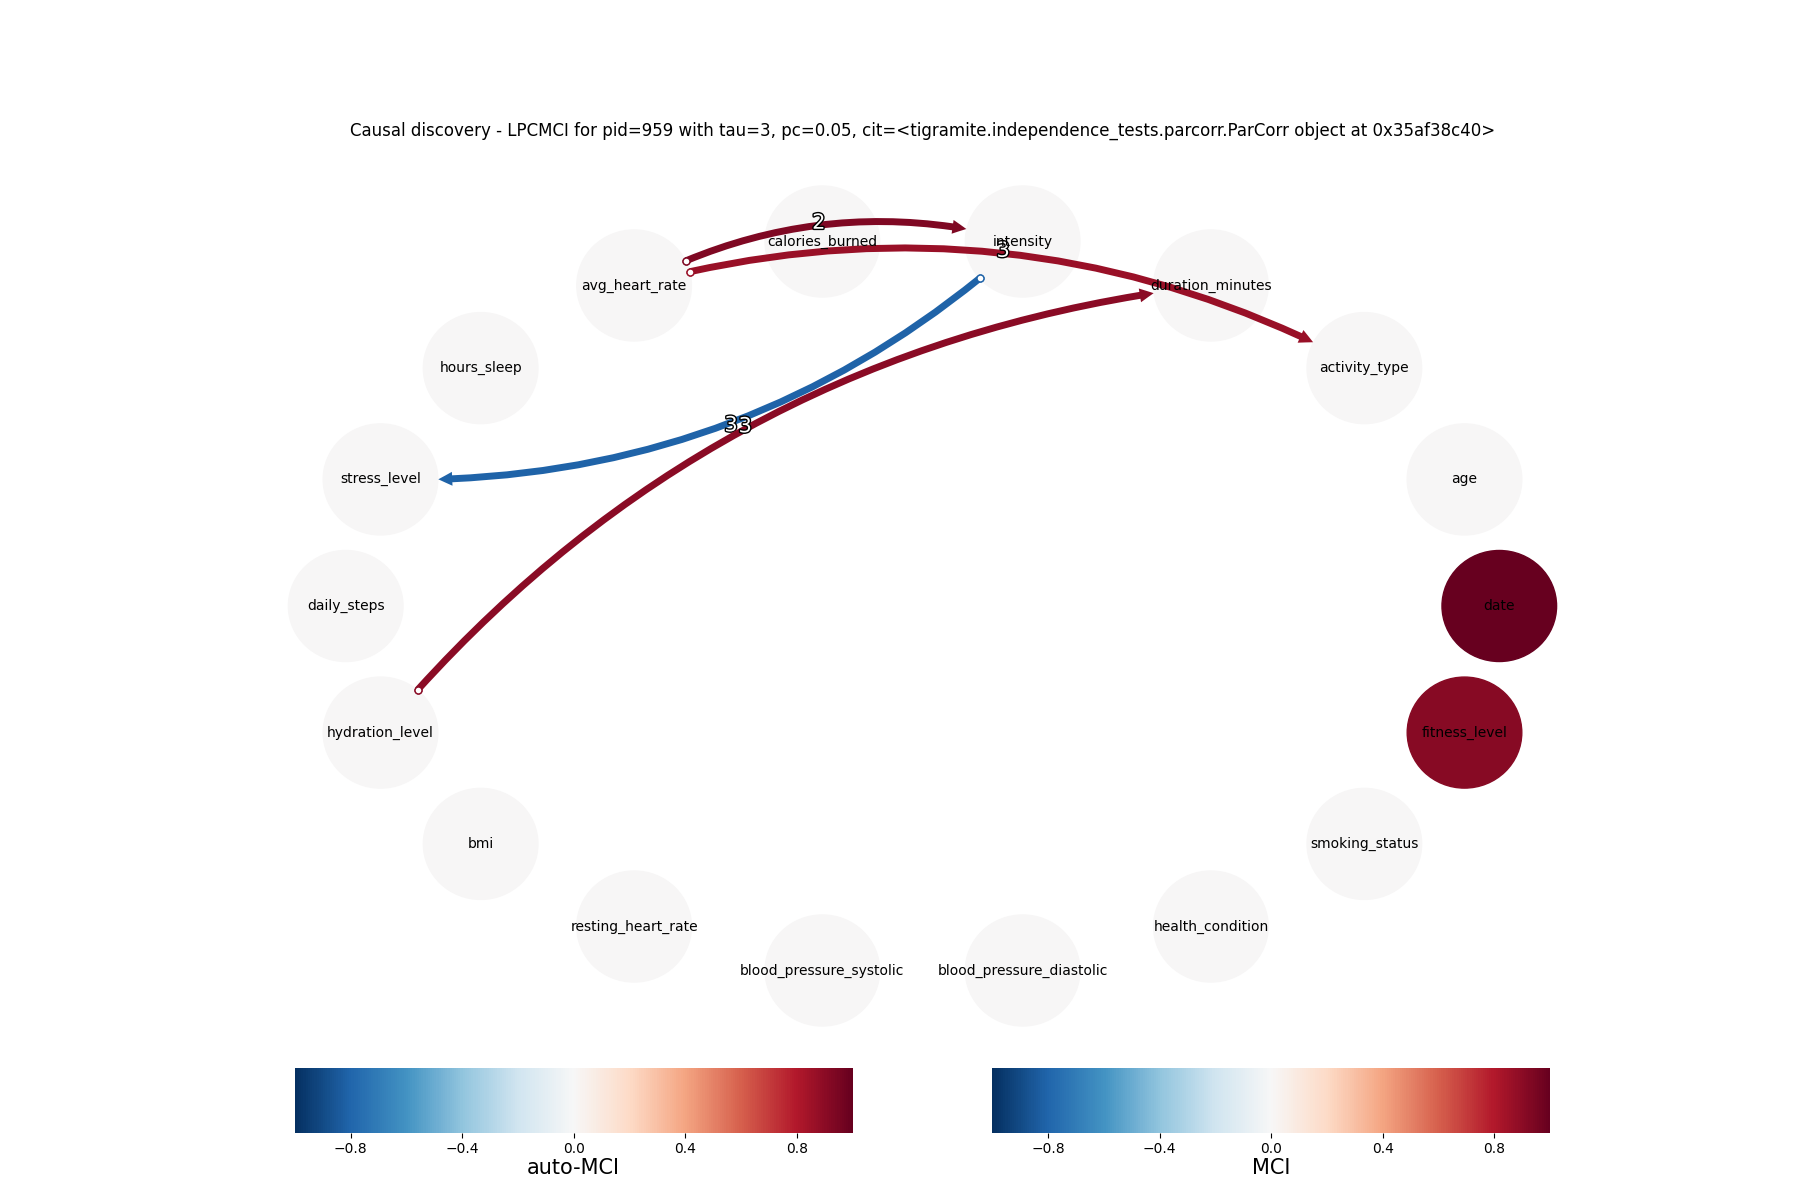 Causal discovery - LPCMCI for pid=959 with tau=3, pc=0.05, cit=<tigramite.independence_tests.parcorr.ParCorr object at 0x35af38c40>
2
calories_burned
intensity
3
avg_heart_rate
duration_minutes
hours_sleep
activity_type
3
3
stress_level
age
daily_steps
date
hydration_level
fitness_level
bmi
smoking_status
resting_heart_rate
health_condition
blood_pressure_systolic
blood_pressure_diastolic
−0.8 −0.4 0.0 0.4 0.8
auto-MCI
−0.8 −0.4 0.0 0.4 0.8
MCI